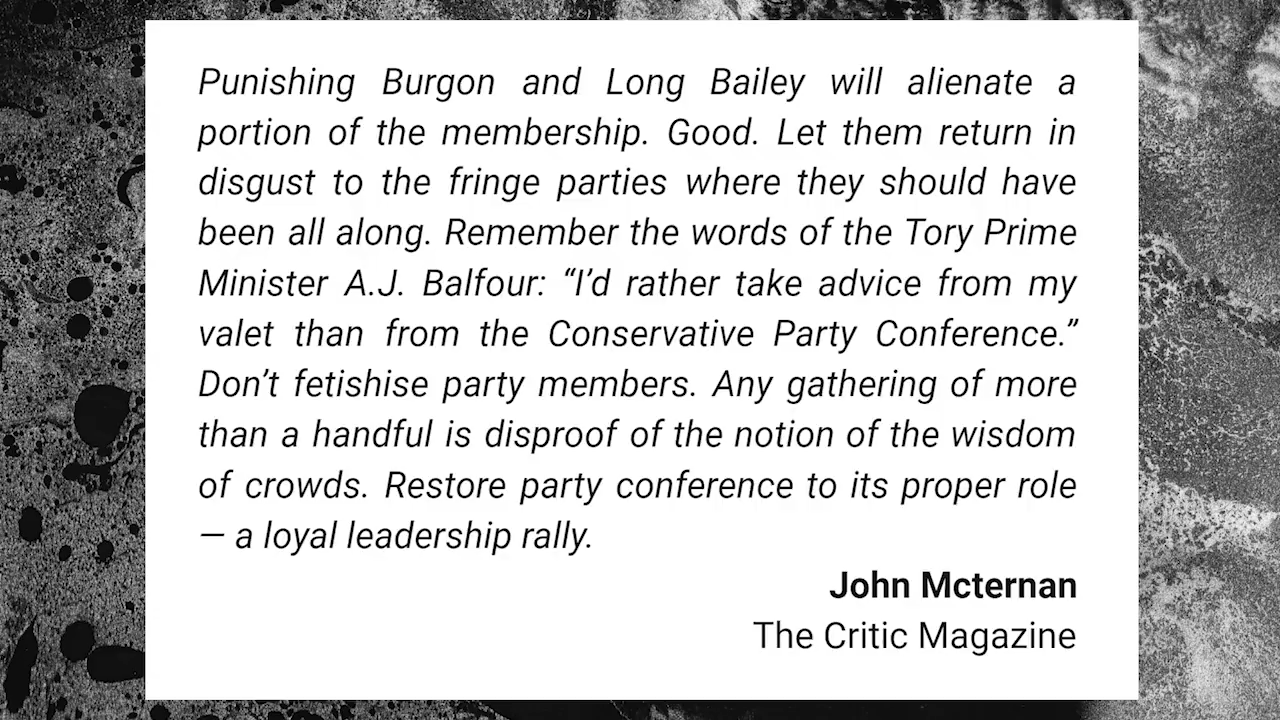 Punishing Burgon and Long Bailey will alienate a
portion of the membership. Good. Let them return in
disgust to the fringe parties where they should have
been all along. Remember the words of the Tory Prime
Minister A.J. Balfour: “I’d rather take advice from my
valet than from the Conservative Party Conference.”
Don’t fetishise party members. Any gathering of more
than a handful is disproof of the notion of the wisdom
of crowds. Restore party conference to its proper role
— a loyal leadership rally.
John Mcternan
The Critic Magazine